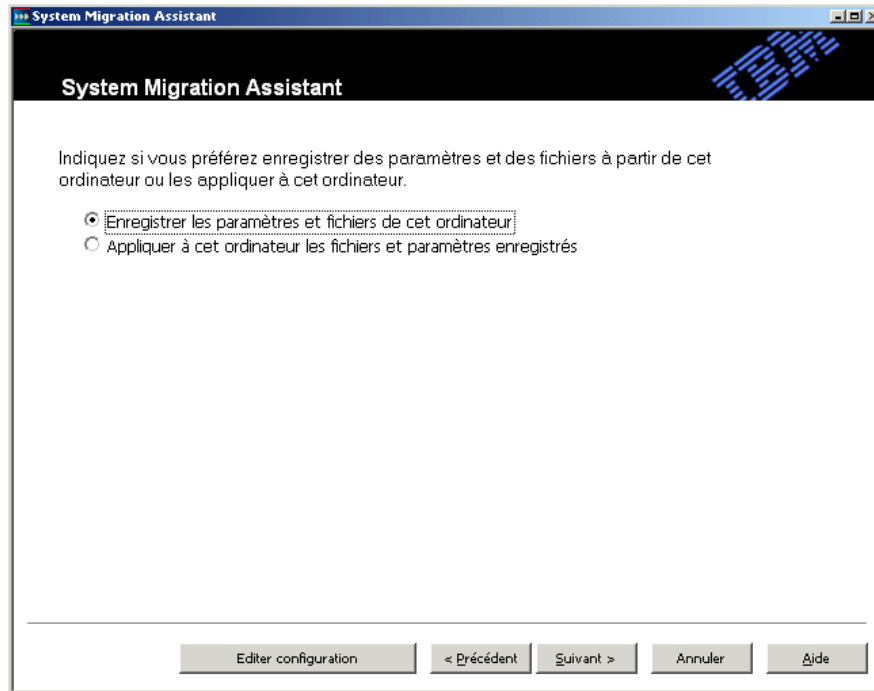 System Migration Assistant
IBM
System Migration Assistant
Indiquez si vous préférez enregistrer des paramètres et des fichiers à partir de cet
ordinateur ou les appliquer à cet ordinateur.
Enregistrer les paramètres et fichiers de cet ordinateur
Appliquer à cet ordinateur les fichiers et paramètres enregistrés
Editer configuration
< Précédent
Suivant >
Annuler
Aide